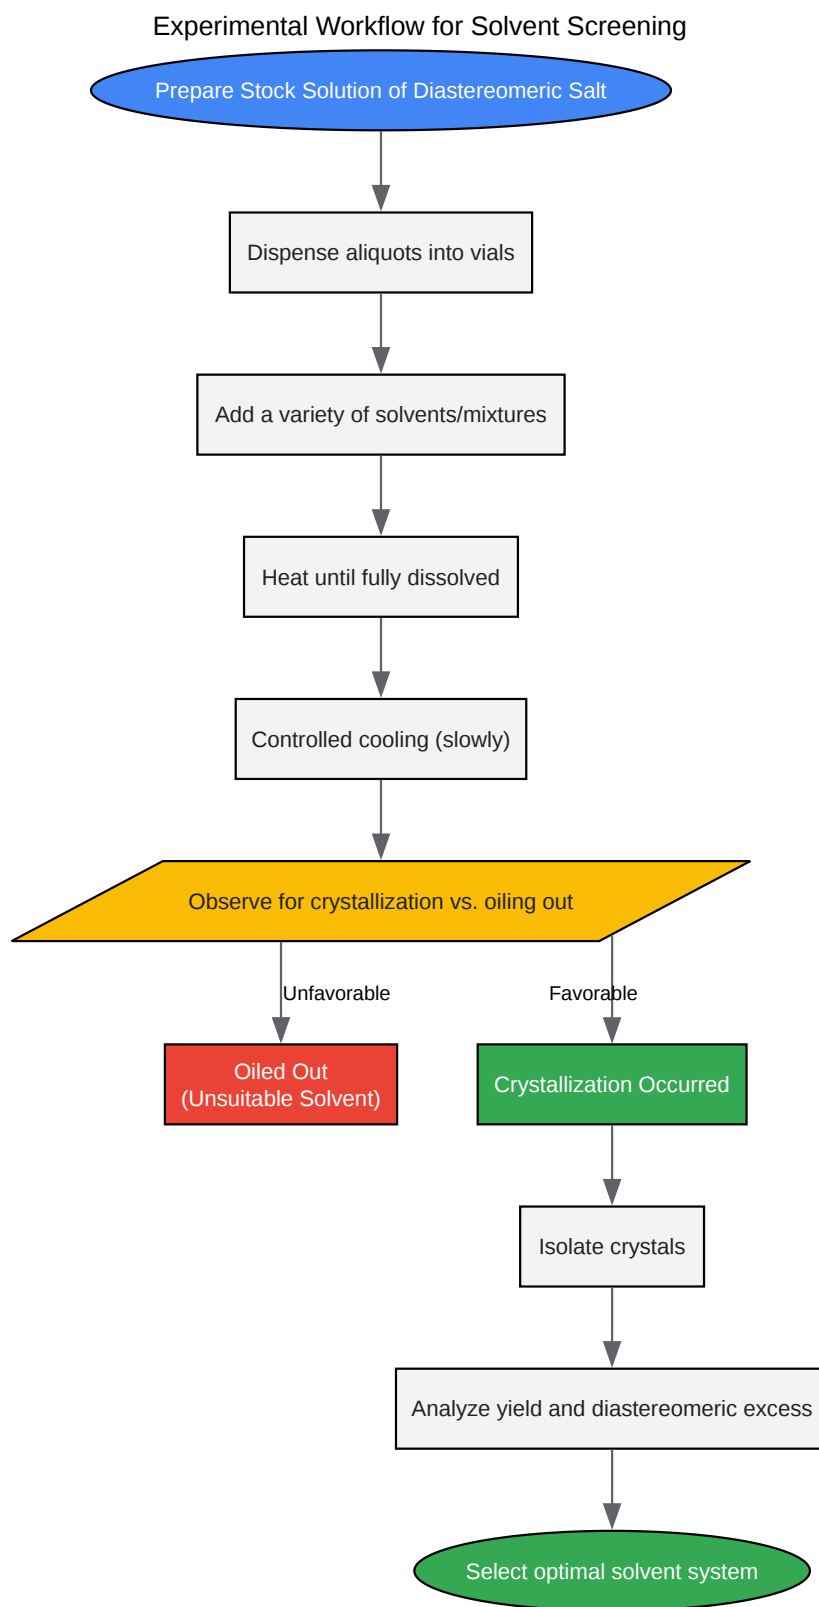 Experimental Workflow for Solvent Screening
Prepare Stock Solution of Diastereomeric Salt
Dispense aliquots into vials
Add a variety of solvents/mixtures
Heat until fully dissolved
Controlled cooling (slowly)
Observe for crystallization vs. oiling out
Unfavorable
Favorable
Oiled Out
(Unsuitable Solvent)
Crystallization Occurred
Isolate crystals
Analyze yield and diastereomeric excess
Select optimal solvent system